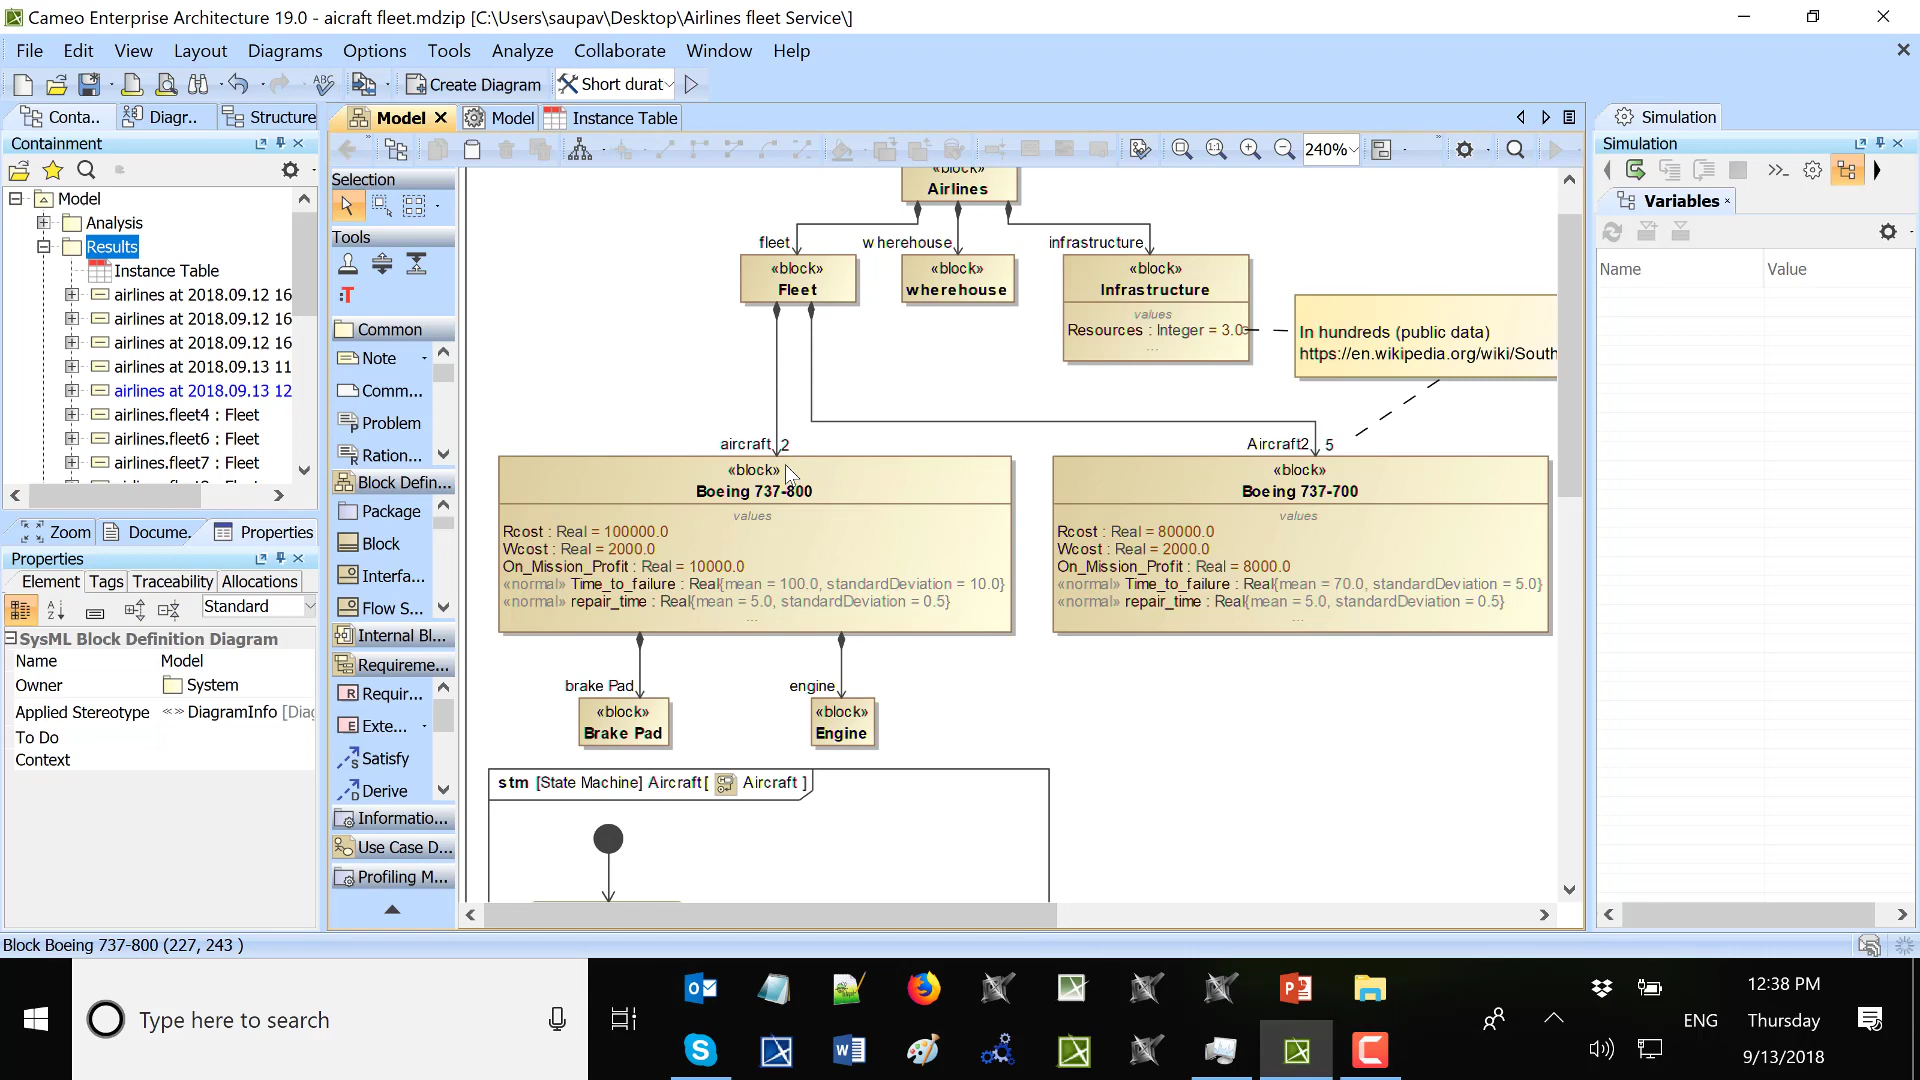 Cameo Enterprise Architecture 19.0 - aicraft fleet.mdzip [C:\Users\saupav\Desktop\Airlines fleet Service\]
File Edit View Layout Diagrams Options Tools Analyze Collaborate Window Help
Create Diagram Short durat
Conta.. Diagr.. Structure
Model Model Instance Table
Simulation
Containment
Simulation
240%
Model
Analysis
Results
Instance Table
airlines at 2018.09.12 16
airlines at 2018.09.12 16
airlines at 2018.09.12 16
airlines at 2018.09.13 11
airlines at 2018.09.13 12
airlines.fleet4 : Fleet
airlines.fleet6 : Fleet
airlines.fleet7 : Fleet
Zoom Docume. Properties
Properties
Element Tags Traceability Allocations
Standard
SysML Block Definition Diagram
Name Model
Owner System
Applied Stereotype «» DiagramInfo [Diag
To Do
Context
Selection
Tools
:T
Common
Note
Comm...
Problem
Ration...
Block Defin...
Package
Block
Interfa...
Flow S...
Internal Bl...
Requireme...
Requir...
Exte...
Satisfy
Derive
Informatio...
Use Case D...
Profiling M...
«block»
Airlines
fleet wherehouse infrastructure
«block»
Fleet
«block»
wherehouse
«block»
Infrastructure
values
Resources : Integer = 3.0
...
In hundreds (public data)
https://en.wikipedia.org/wiki/South
aircraft 2
Aircraft2 5
«block»
Boeing 737-800
values
Rcost : Real = 100000.0
Wcost : Real = 2000.0
On_Mission_Profit : Real = 10000.0
«normal» Time_to_failure : Real{mean = 100.0, standardDeviation = 10.0}
«normal» repair_time : Real{mean = 5.0, standardDeviation = 0.5}
...
«block»
Boeing 737-700
values
Rcost : Real = 80000.0
Wcost : Real = 2000.0
On_Mission_Profit : Real = 8000.0
«normal» Time_to_failure : Real{mean = 70.0, standardDeviation = 5.0}
«normal» repair_time : Real{mean = 5.0, standardDeviation = 0.5}
...
brake Pad engine
«block»
Brake Pad
«block»
Engine
stm [State Machine] Aircraft[ Aircraft ]
Variables
Name Value
Block Boeing 737-800 (227, 243 )
Type here to search
ENG
12:38 PM
Thursday
9/13/2018